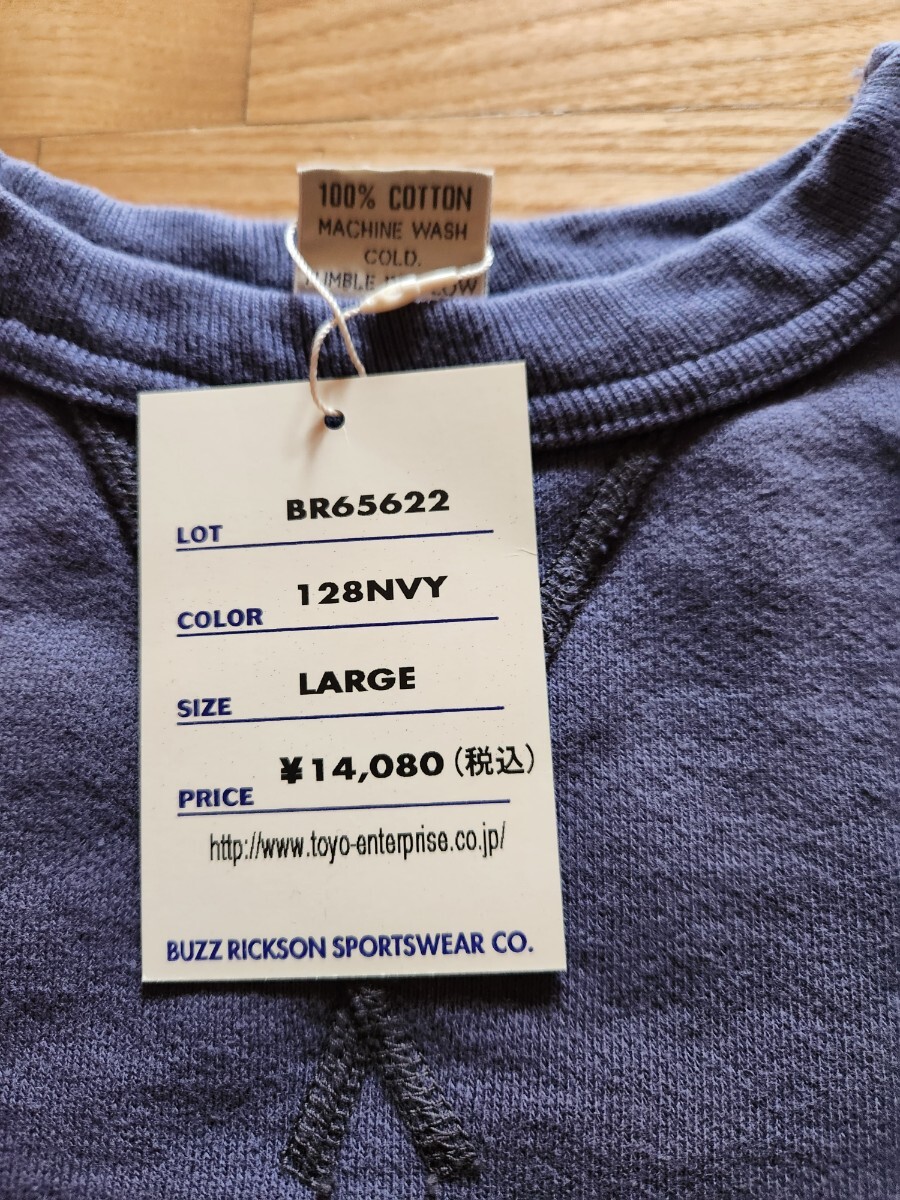 100% COTTON
MACHINE WASH
COLD.
LOW
LOT BR65622
COLOR 128NVY
SIZE LARGE
PRICE ¥14,080(税込)
http://www.toyo-enterprise.co.jp/
BUZZ RICKSON SPORTSWEAR CO.